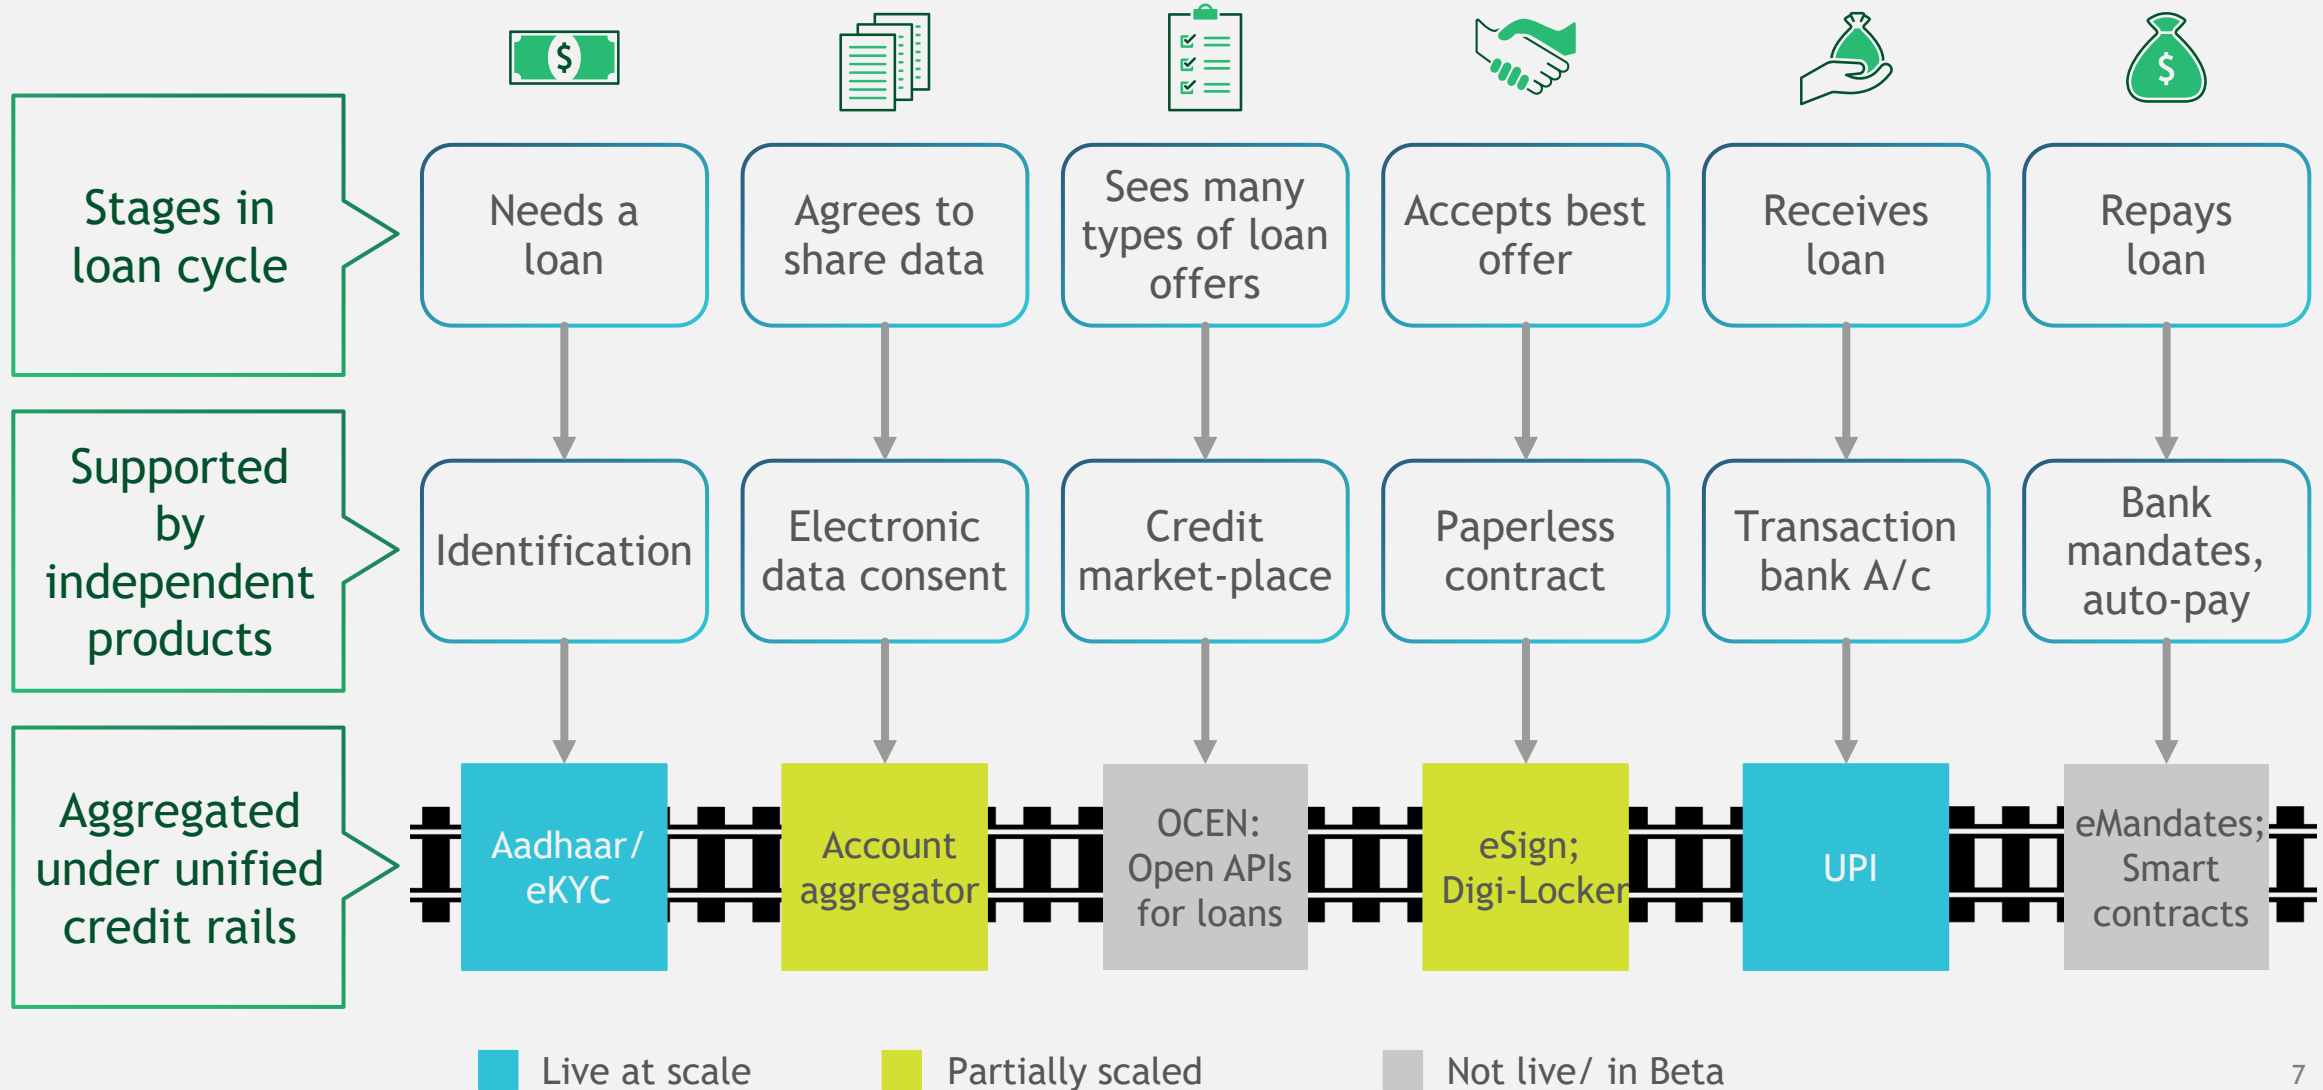 $
$
Stages in
loan cycle
Needs a
loan
Agrees to
share data
Sees many
types of loan
offers
Accepts best
offer
Receives
loan
Repays
loan
Supported
by
independent
products
Identification
Electronic
data consent
Credit
market-place
Paperless
contract
Transaction
bank A/c
Bank
mandates,
auto-pay
Aggregated
under unified
credit rails
Aadhaar/
eKYC
Account
aggregator
OCEN:
Open APIs
for loans
eSign;
Digi-Locker
UPI
eMandates;
Smart
contracts
Live at scale
Partially scaled
Not live/ in Beta
7